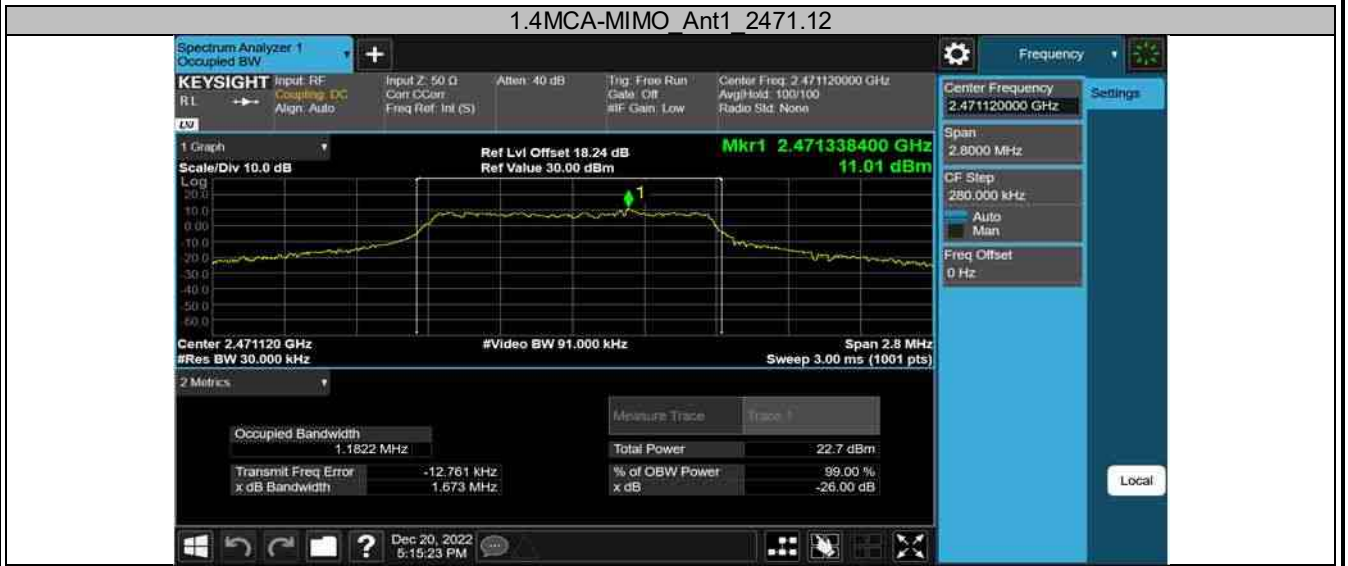 1.4MCA-MIMO_Ant1_2471.12
Spectrum Analyzer 1
Occupied BW
+
Frequency
KEYSIGHT
RL
LXI
Input: RF
Coupling: DC
Align: Auto
Input Z: 50 Ω
Corr CCorr
Freq Ref: Int (S)
Atten: 40 dB
Trig: Free Run
Gate: Off
#IF Gain: Low
Center Freq: 2.471120000 GHz
Avg|Hold: 100/100
Radio Std: None
Center Frequency
2.471120000 GHz
Settings
Span
2.8000 MHz
CF Step
280.000 kHz
Auto
Man
Freq Offset
0 Hz
1 Graph
Scale/Div 10.0 dB
Ref Lvl Offset 18.24 dB
Ref Value 30.00 dBm
Mkr1 2.471338400 GHz
11.01 dBm
Log
20.0
10.0
0.00
-10.0
-20.0
-30.0
-40.0
-50.0
-60.0
1
Center 2.471120 GHz
#Res BW 30.000 kHz
#Video BW 91.000 kHz
Span 2.8 MHz
Sweep 3.00 ms (1001 pts)
2 Metrics
Measure Trace
Trace 1
Occupied Bandwidth
1.1822 MHz
Total Power
22.7 dBm
Transmit Freq Error
-12.761 kHz
% of OBW Power
99.00 %
x dB Bandwidth
1.673 MHz
x dB
-26.00 dB
Local
?
Dec 20, 2022
5:15:23 PM